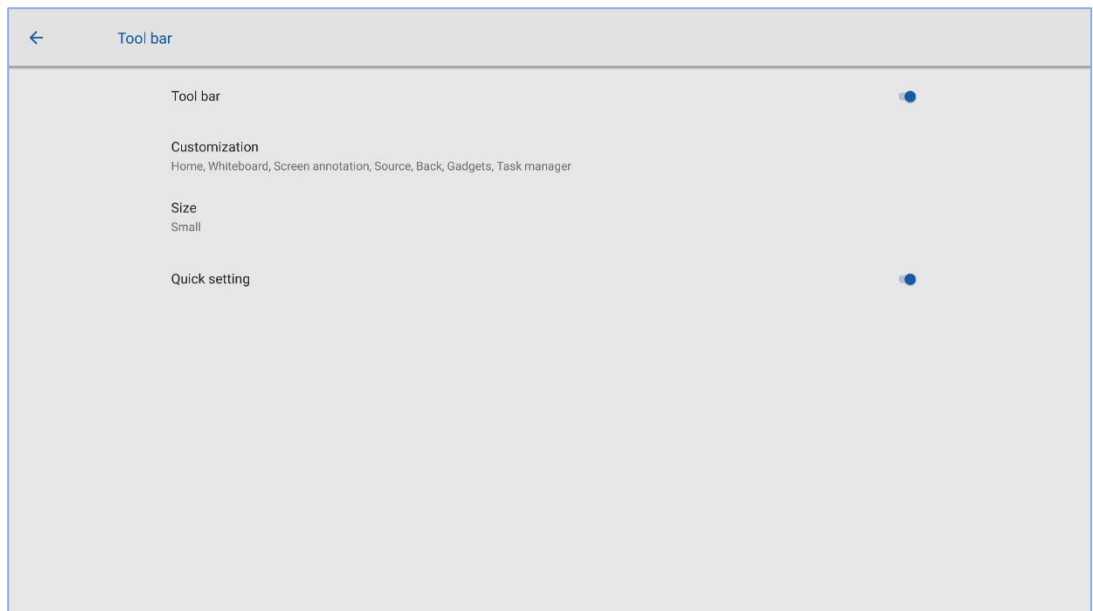 Tool bar
Tool bar
Customization
Home, Whiteboard, Screen annotation, Source, Back, Gadgets, Task manager
Size
Small
Quick setting